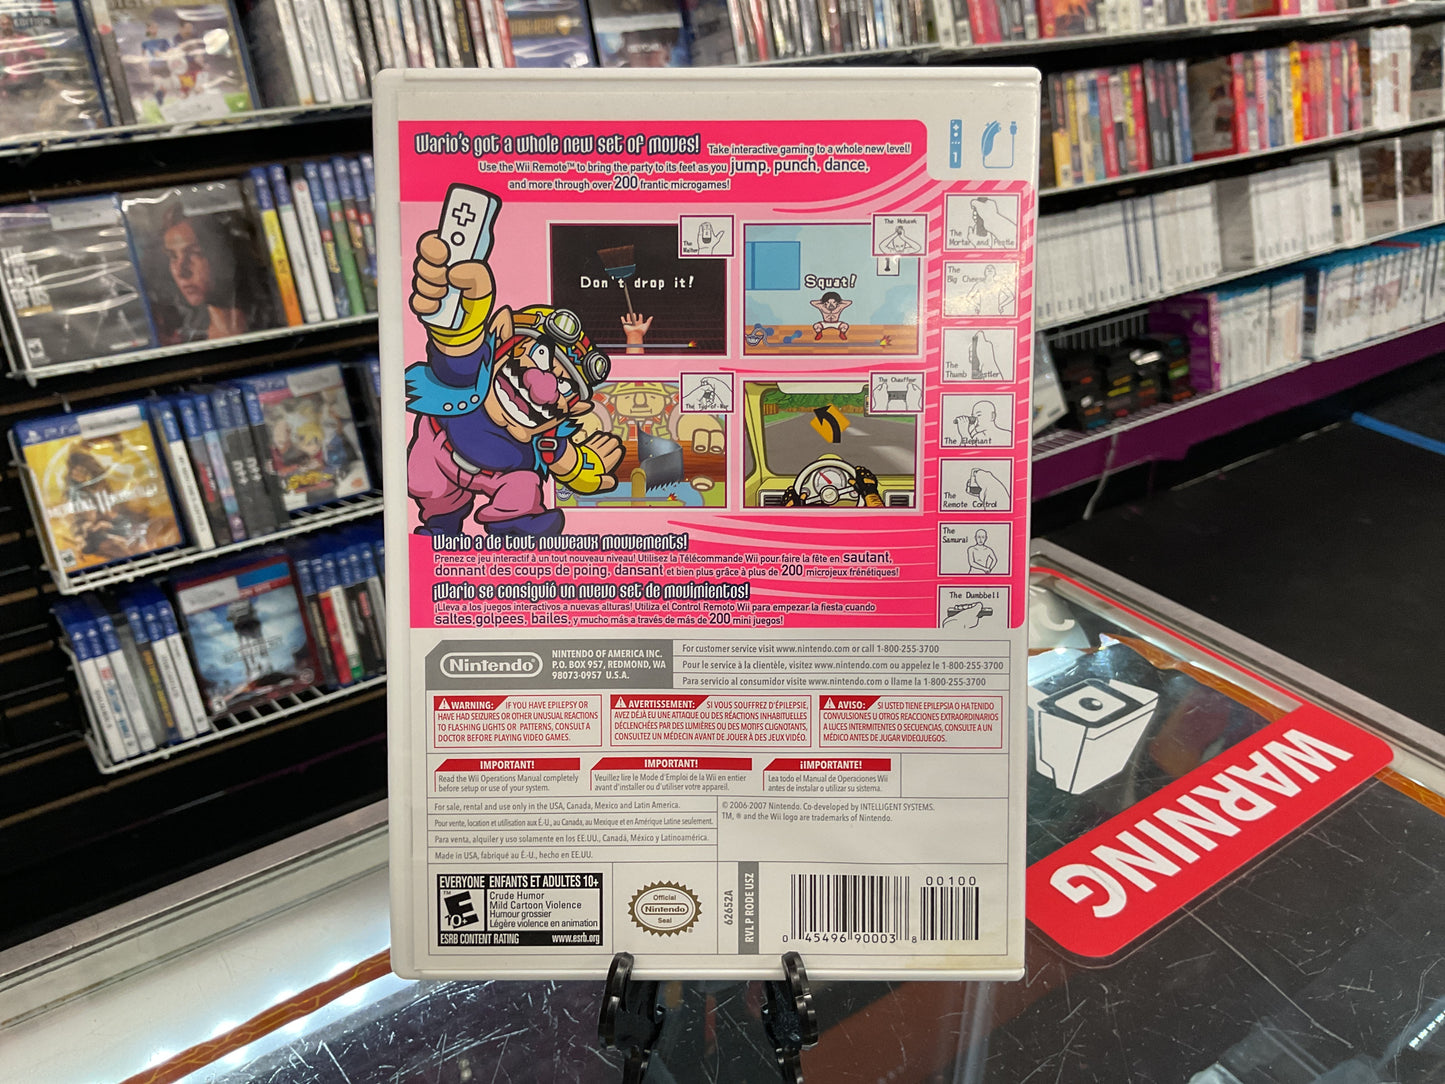 Wario's got a whole new set of moves! Take interactive gaming to a whole new level!
Use the Wii Remote™ to bring the party to its feet as you jump, punch, dance,
and more through over 200 frantic microgames!
1
The Waiter
Don't drop it!
The Mohawk
1
Squat!
The Tug-of-War
The Chauffeur
The Mortar and Pestle
The Big Cheese
The Thumb Wrestler
The Elephant
The Remote Control
The Samurai
The Dumbbell
Wario a de tout nouveaux mouvements!
Prenez ce jeu interactif à un tout nouveau niveau! Utilisez la Télécommande Wii pour faire la fête en sautant,
donnant des coups de poing, dansant et bien plus grâce à plus de 200 microjeux frénétiques!
¡Wario se consiguió un nuevo set de movimientos!
¡Lleva a los juegos interactivos a nuevas alturas! Utiliza el Control Remoto Wii para empezar la fiesta cuando
saltes,golpees, bailes, y mucho más a través de más de 200 mini juegos!
Nintendo®
NINTENDO OF AMERICA INC.
P.O. BOX 957, REDMOND, WA
98073-0957 U.S.A.
For customer service visit www.nintendo.com or call 1-800-255-3700
Pour le service à la clientèle, visitez www.nintendo.com ou appelez le 1-800-255-3700
Para servicio al consumidor visite www.nintendo.com o llame la 1-800-255-3700
WARNING: IF YOU HAVE EPILEPSY OR
HAVE HAD SEIZURES OR OTHER UNUSUAL REACTIONS
TO FLASHING LIGHTS OR PATTERNS, CONSULT A
DOCTOR BEFORE PLAYING VIDEO GAMES.
AVERTISSEMENT: SI VOUS SOUFFREZ D'ÉPILEPSIE,
AVEZ DÉJÀ EU UNE ATTAQUE OU DES RÉACTIONS INHABITUELLES
DÉCLENCHÉES PAR DES LUMIÈRES OU DES MOTIFS CLIGNOTANTS,
CONSULTEZ UN MÉDECIN AVANT DE JOUER À DES JEUX VIDÉO.
AVISO: SI USTED TIENE EPILEPSIA O HA TENIDO
CONVULSIONES U OTROS REACCIONES EXTRAORDINARIOS
A LUCES INTERMITENTES O SECUENCIAS, CONSULTE A UN
MÉDICO ANTES DE JUGAR VIDEOJUEGOS.
IMPORTANT!
Read the Wii Operations Manual completely
before setup or use of your system.
IMPORTANT!
Veuillez lire le Mode d'Emploi de la Wii en entier
avant d'installer ou d'utiliser votre appareil.
¡IMPORTANTE!
Lea todo el Manual de Operaciones Wii
antes de instalar o utilizar su sistema.
For sale, rental and use only in the USA, Canada, Mexico and Latin America.
Pour vente, location et utilisation aux É.-U., au Canada, au Mexique et en Amérique Latine seulement.
Para venta, alquiler y uso solamente en los EE.UU., Canadá, México y Latinoamérica.
Made in USA, fabriqué au É.-U., hecho en EE.UU.
© 2006-2007 Nintendo. Co-developed by INTELLIGENT SYSTEMS.
TM, ® and the Wii logo are trademarks of Nintendo.
EVERYONE ENFANTS ET ADULTES 10+
E
10+
Crude Humor
Mild Cartoon Violence
Humour grossier
Légère violence en animation
ESRB CONTENT RATING www.esrb.org
Official
Nintendo
Seal
62652A
RVL P RODE USZ
00100
0 45496 90003 8
WARNING
MORTAL